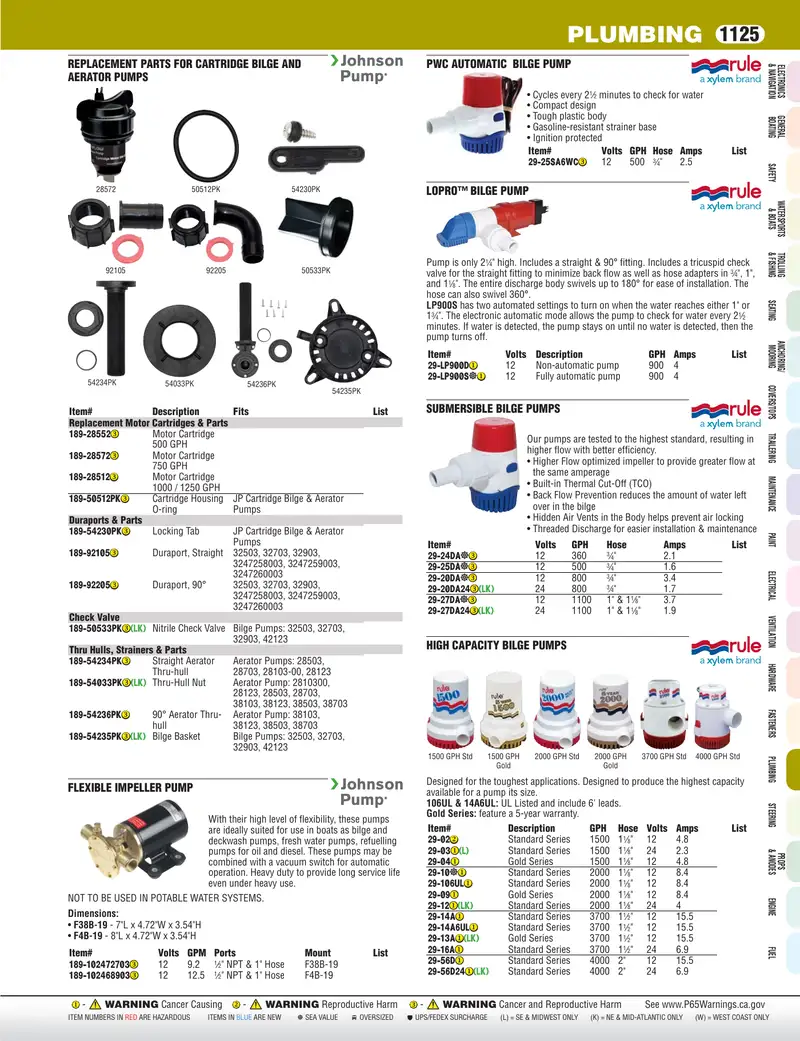 PLUMBING 1125
REPLACEMENT PARTS FOR CARTRIDGE BILGE AND
AERATOR PUMPS
Johnson
Pump
28572 50512PK 54230PK
92105 92205 50533PK
54234PK 54033PK 54236PK 54235PK
Item# Description Fits List
Replacement Motor Cartridges & Parts
189-28552③ Motor Cartridge
500 GPH
189-28572③ Motor Cartridge
750 GPH
189-28512③ Motor Cartridge
1000 / 1250 GPH
189-50512PK③ Cartridge Housing JP Cartridge Bilge & Aerator
O-ring Pumps
Duraports & Parts
189-54230PK③ Locking Tab JP Cartridge Bilge & Aerator
Pumps
189-92105③ Duraport, Straight 32503, 32703, 32903,
3247258003, 3247259003,
3247260003
189-92205③ Duraport, 90° 32503, 32703, 32903,
3247258003, 3247259003,
3247260003
Check Valve
189-50533PK③(LK) Nitrile Check Valve Bilge Pumps: 32503, 32703,
32903, 42123
Thru Hulls, Strainers & Parts
189-54234PK③ Straight Aerator Aerator Pumps: 28503,
Thru-hull 28703, 28103-00, 28123
189-54033PK③(LK) Thru-Hull Nut Aerator Pump: 2810300,
28123, 28503, 28703,
38103, 38123, 38503, 38703
189-54236PK③ 90° Aerator Thru- Aerator Pump: 38103,
hull 38123, 38503, 38703
189-54235PK③(LK) Bilge Basket Bilge Pumps: 32503, 32703,
32903, 42123
FLEXIBLE IMPELLER PUMP
Johnson
Pump
With their high level of flexibility, these pumps
are ideally suited for use in boats as bilge and
deckwash pumps, fresh water pumps, refuelling
pumps for oil and diesel. These pumps may be
combined with a vacuum switch for automatic
operation. Heavy duty to provide long service life
even under heavy use.
NOT TO BE USED IN POTABLE WATER SYSTEMS.
Dimensions:
• F38B-19 - 7"L x 4.72"W x 3.54"H
• F4B-19 - 8"L x 4.72"W x 3.54"H
Item# Volts GPM Ports Mount List
189-102472703③ 12 9.2 ½" NPT & 1" Hose F38B-19
189-102468903③ 12 12.5 ½" NPT & 1" Hose F4B-19
PWC AUTOMATIC BILGE PUMP
rule
a xylem brand
• Cycles every 2½ minutes to check for water
• Compact design
• Tough plastic body
• Gasoline-resistant strainer base
• Ignition protected
Item# Volts GPH Hose Amps List
29-25SA6WC③ 12 500 ¾" 2.5
LOPRO™ BILGE PUMP
rule
a xylem brand
Pump is only 2¼" high. Includes a straight & 90° fitting. Includes a tricuspid check
valve for the straight fitting to minimize back flow as well as hose adapters in ¾", 1",
and 1⅛". The entire discharge body swivels up to 180° for ease of installation. The
hose can also swivel 360°.
LP900S has two automated settings to turn on when the water reaches either 1" or
1¾". The electronic automatic mode allows the pump to check for water every 2½
minutes. If water is detected, the pump stays on until no water is detected, then the
pump turns off.
Item# Volts Description GPH Amps List
29-LP900D① 12 Non-automatic pump 900 4
29-LP900S① 12 Fully automatic pump 900 4
SUBMERSIBLE BILGE PUMPS
rule
a xylem brand
Our pumps are tested to the highest standard, resulting in
higher flow with better efficiency.
• Higher Flow optimized impeller to provide greater flow at
the same amperage
• Built-in Thermal Cut-Off (TCO)
• Back Flow Prevention reduces the amount of water left
over in the bilge
• Hidden Air Vents in the Body helps prevent air locking
• Threaded Discharge for easier installation & maintenance
Item# Volts GPH Hose Amps List
29-24DA③ 12 360 ¾" 2.1
29-25DA③ 12 500 ¾" 1.6
29-20DA③ 12 800 ¾" 3.4
29-20DA24③(LK) 24 800 ¾" 1.7
29-27DA③ 12 1100 1" & 1⅛" 3.7
29-27DA24③(LK) 24 1100 1" & 1⅛" 1.9
HIGH CAPACITY BILGE PUMPS
rule
a xylem brand
1500 GPH Std 1500 GPH Gold 2000 GPH Std 2000 GPH Gold 3700 GPH Std 4000 GPH Std
Designed for the toughest applications. Designed to produce the highest capacity
available for a pump its size.
106UL & 14A6UL: UL Listed and include 6' leads.
Gold Series: feature a 5-year warranty.
Item# Description GPH Hose Volts Amps List
29-02② Standard Series 1500 1⅛" 12 4.8
29-03①(L) Standard Series 1500 1⅛" 24 2.3
29-04① Gold Series 1500 1⅛" 12 4.8
29-10① Standard Series 2000 1⅛" 12 8.4
29-106UL① Standard Series 2000 1⅛" 12 8.4
29-09① Gold Series 2000 1⅛" 12 8.4
29-12①(LK) Standard Series 2000 1⅛" 24 4
29-14A① Standard Series 3700 1½" 12 15.5
29-14A6UL① Standard Series 3700 1½" 12 15.5
29-13A①(LK) Gold Series 3700 1½" 12 15.5
29-16A① Standard Series 3700 1½" 24 6.9
29-56D① Standard Series 4000 2" 12 15.5
29-56D24①(LK) Standard Series 4000 2" 24 6.9
ELECTRONICS & NAVIGATION
GENERAL BOATING
SAFETY
WATERSPORTS & BOATS
TROLLING & FISHING
SEATING
ANCHORING/ MOORING
COVERS/TOPS
TRAILERING
MAINTENANCE
PAINT
ELECTRICAL
VENTILATION
HARDWARE
FASTENERS
PLUMBING
STEERING
PROPS & ANODES
ENGINE
FUEL
① - WARNING Cancer Causing ② - WARNING Reproductive Harm ③ - WARNING Cancer and Reproductive Harm See www.P65Warnings.ca.gov
ITEM NUMBERS IN RED ARE HAZARDOUS ITEMS IN BLUE ARE NEW SEA VALUE OVERSIZED UPS/FEDEX SURCHARGE (L) = SE & MIDWEST ONLY (K) = NE & MID-ATLANTIC ONLY (W) = WEST COAST ONLY